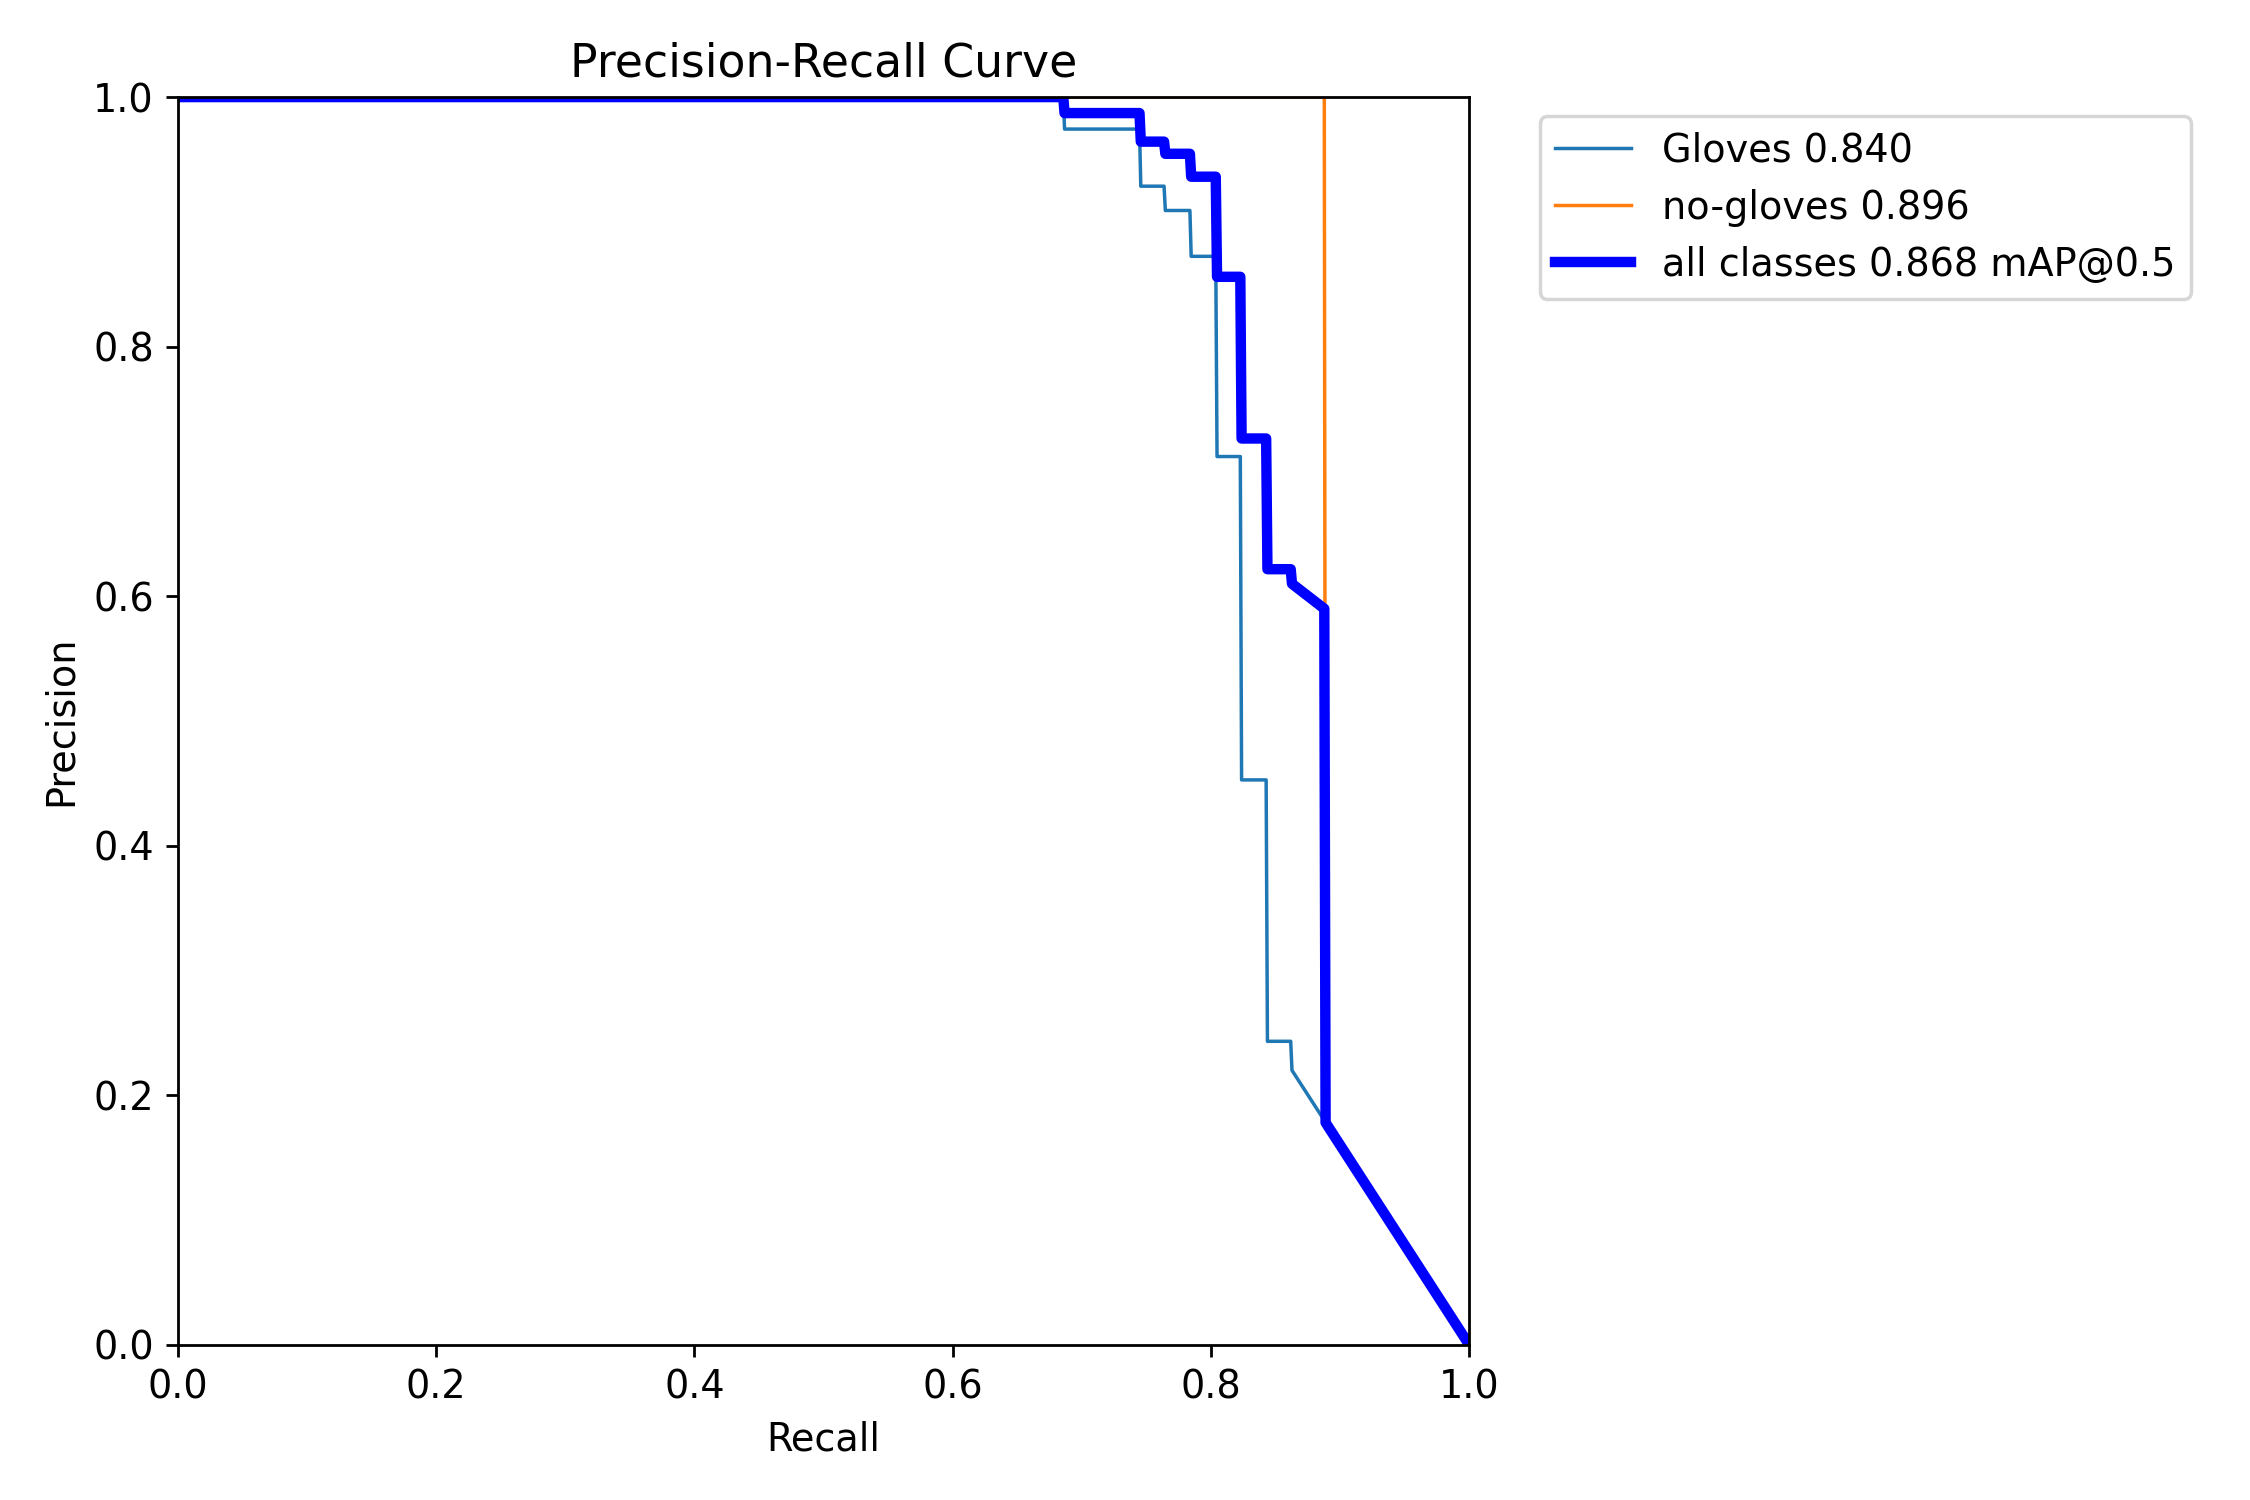 Precision-Recall Curve
1.0
0.8
0.6
0.4
0.2
0.0
Precision
0.0 0.2 0.4 0.6 0.8 1.0
Recall
Gloves 0.840
no-gloves 0.896
all classes 0.868 mAP@0.5